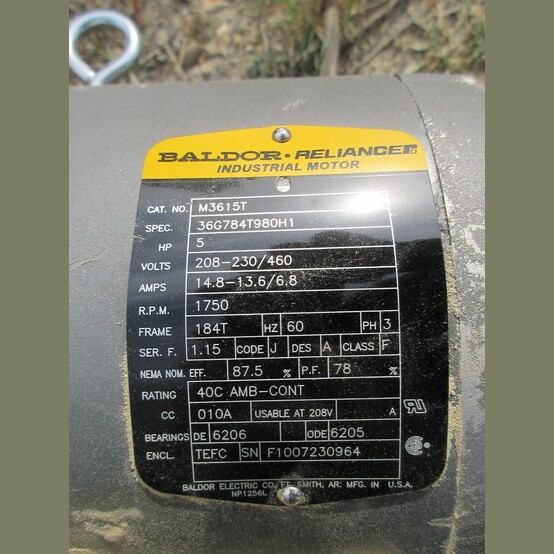 BALDOR · RELIANCE
INDUSTRIAL MOTOR
CAT. NO. M3615T
SPEC. 36G784T980H1
HP 5
VOLTS 208-230/460
AMPS 14.8-13.6/6.8
R.P.M. 1750
FRAME 184T HZ 60 PH 3
SER. F. 1.15 CODE J DES A CLASS F
NEMA NOM. EFF. 87.5 % P.F. 78 %
RATING 40C AMB-CONT
CC 010A USABLE AT 208V A
BEARINGS DE 6206 ODE 6205
ENCL. TEFC SN F1007230964
BALDOR ELECTRIC CO. FT. SMITH, AR. MFG. IN U.S.A.
NP1256L